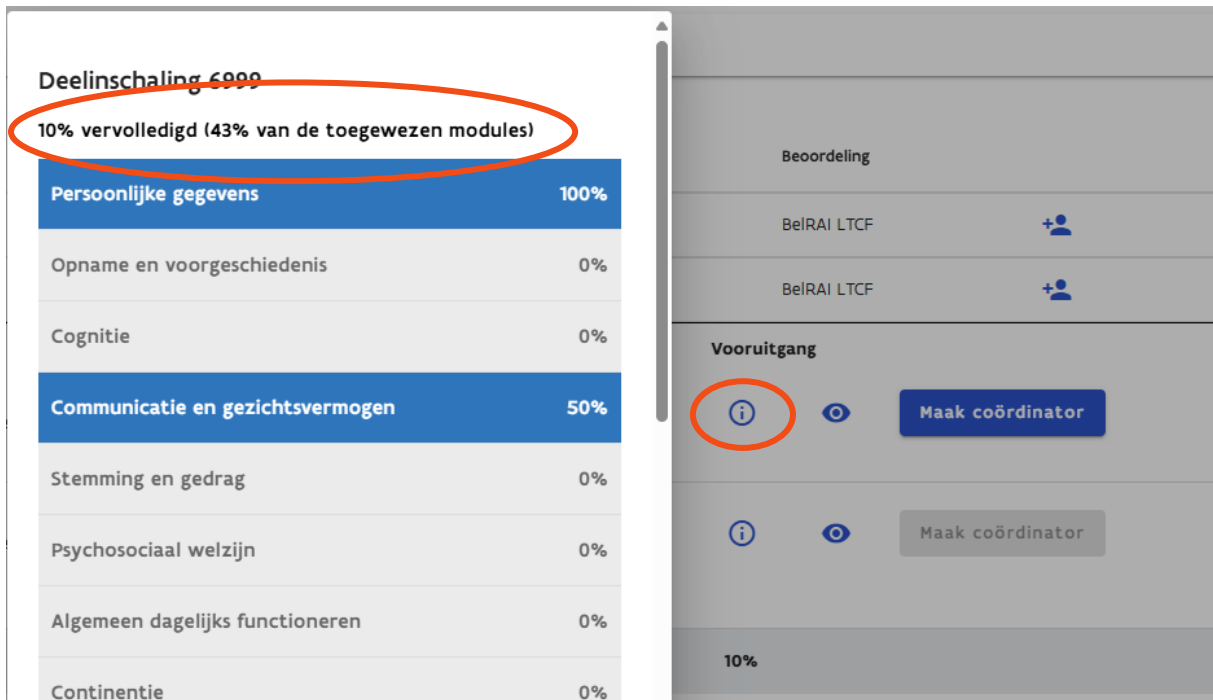 Deelinschaling 6999
10% vervolledigd (43% van de toegewezen modules)
Persoonlijke gegevens 100%
Opname en voorgeschiedenis 0%
Cognitie 0%
Communicatie en gezichtsvermogen 50%
Stemming en gedrag 0%
Psychosociaal welzijn 0%
Algemeen dagelijks functioneren 0%
Continentie 0%
Beoordeling
BelRAI LTCF
BelRAI LTCF
Vooruitgang
Maak coördinator
Maak coördinator
10%